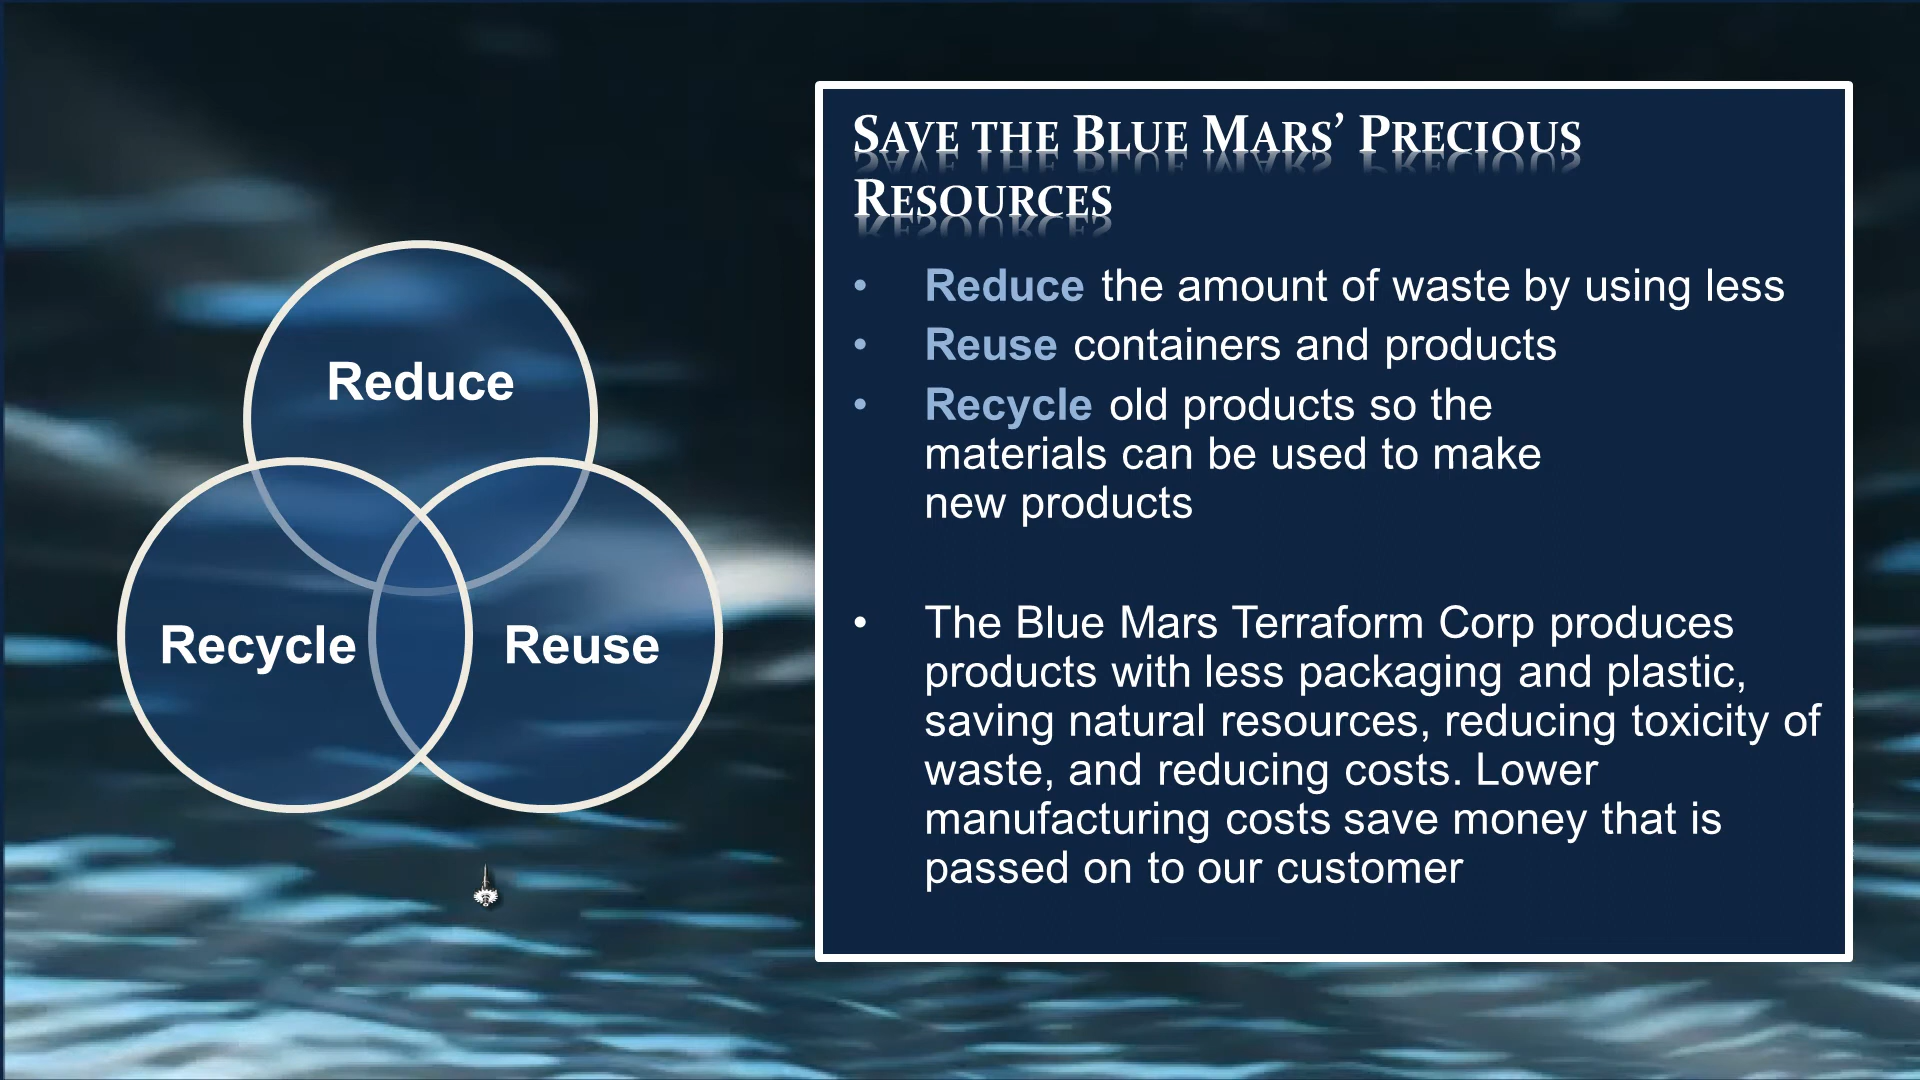 Save the Blue Mars’ Precious
Resources
Reduce
Recycle
Reuse
• Reduce the amount of waste by using less
• Reuse containers and products
• Recycle old products so the
materials can be used to make
new products
• The Blue Mars Terraform Corp produces
products with less packaging and plastic,
saving natural resources, reducing toxicity of
waste, and reducing costs. Lower
manufacturing costs save money that is
passed on to our customer